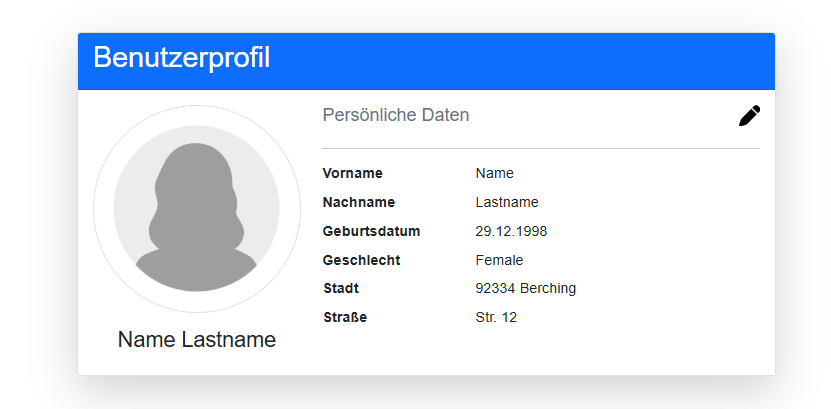 Benutzerprofil
Persönliche Daten
Vorname Name
Nachname Lastname
Geburtsdatum 29.12.1998
Geschlecht Female
Stadt 92334 Berching
Straße Str. 12
Name Lastname